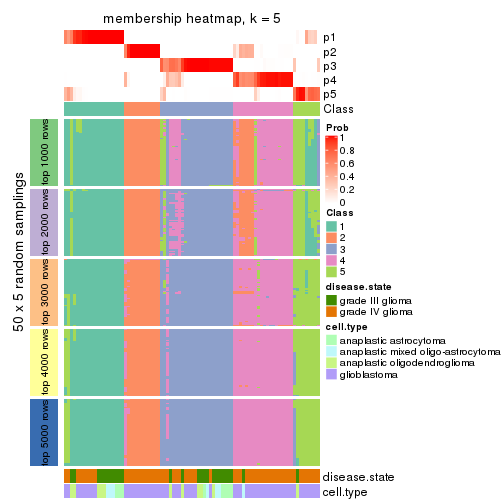 membership heatmap, k = 5
p1
p2
p3
p4
p5
Class
50 x 5 random samplings
top 1000 rows
top 2000 rows
top 3000 rows
top 4000 rows
top 5000 rows
disease.state
cell.type
Prob
1
0.8
0.6
0.4
0.2
0
Class
1
2
3
4
5
disease.state
grade III glioma
grade IV glioma
cell.type
anaplastic astrocytoma
anaplastic mixed oligo-astrocytoma
anaplastic oligodendroglioma
glioblastoma